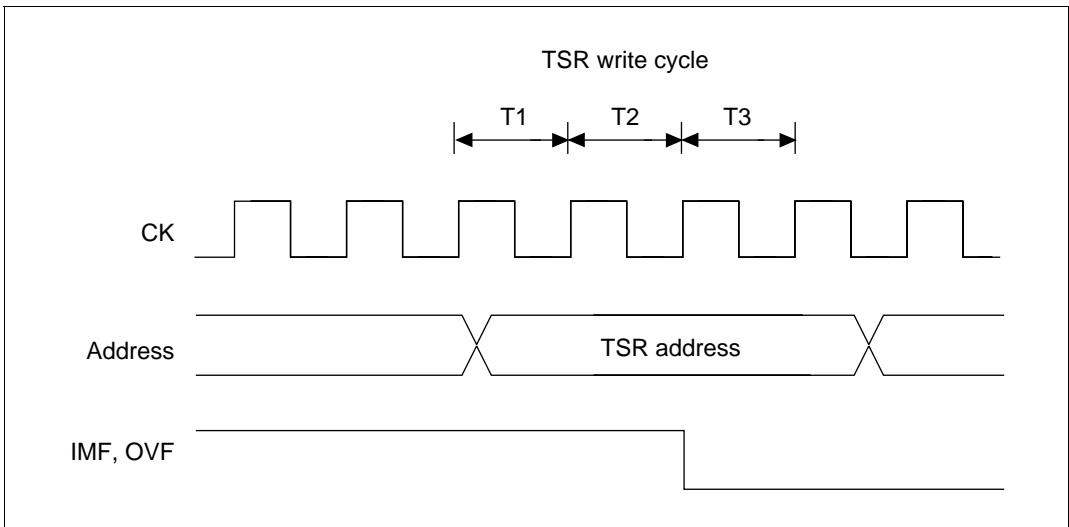 TSR write cycle
T1 T2 T3
CK
Address TSR address
IMF, OVF